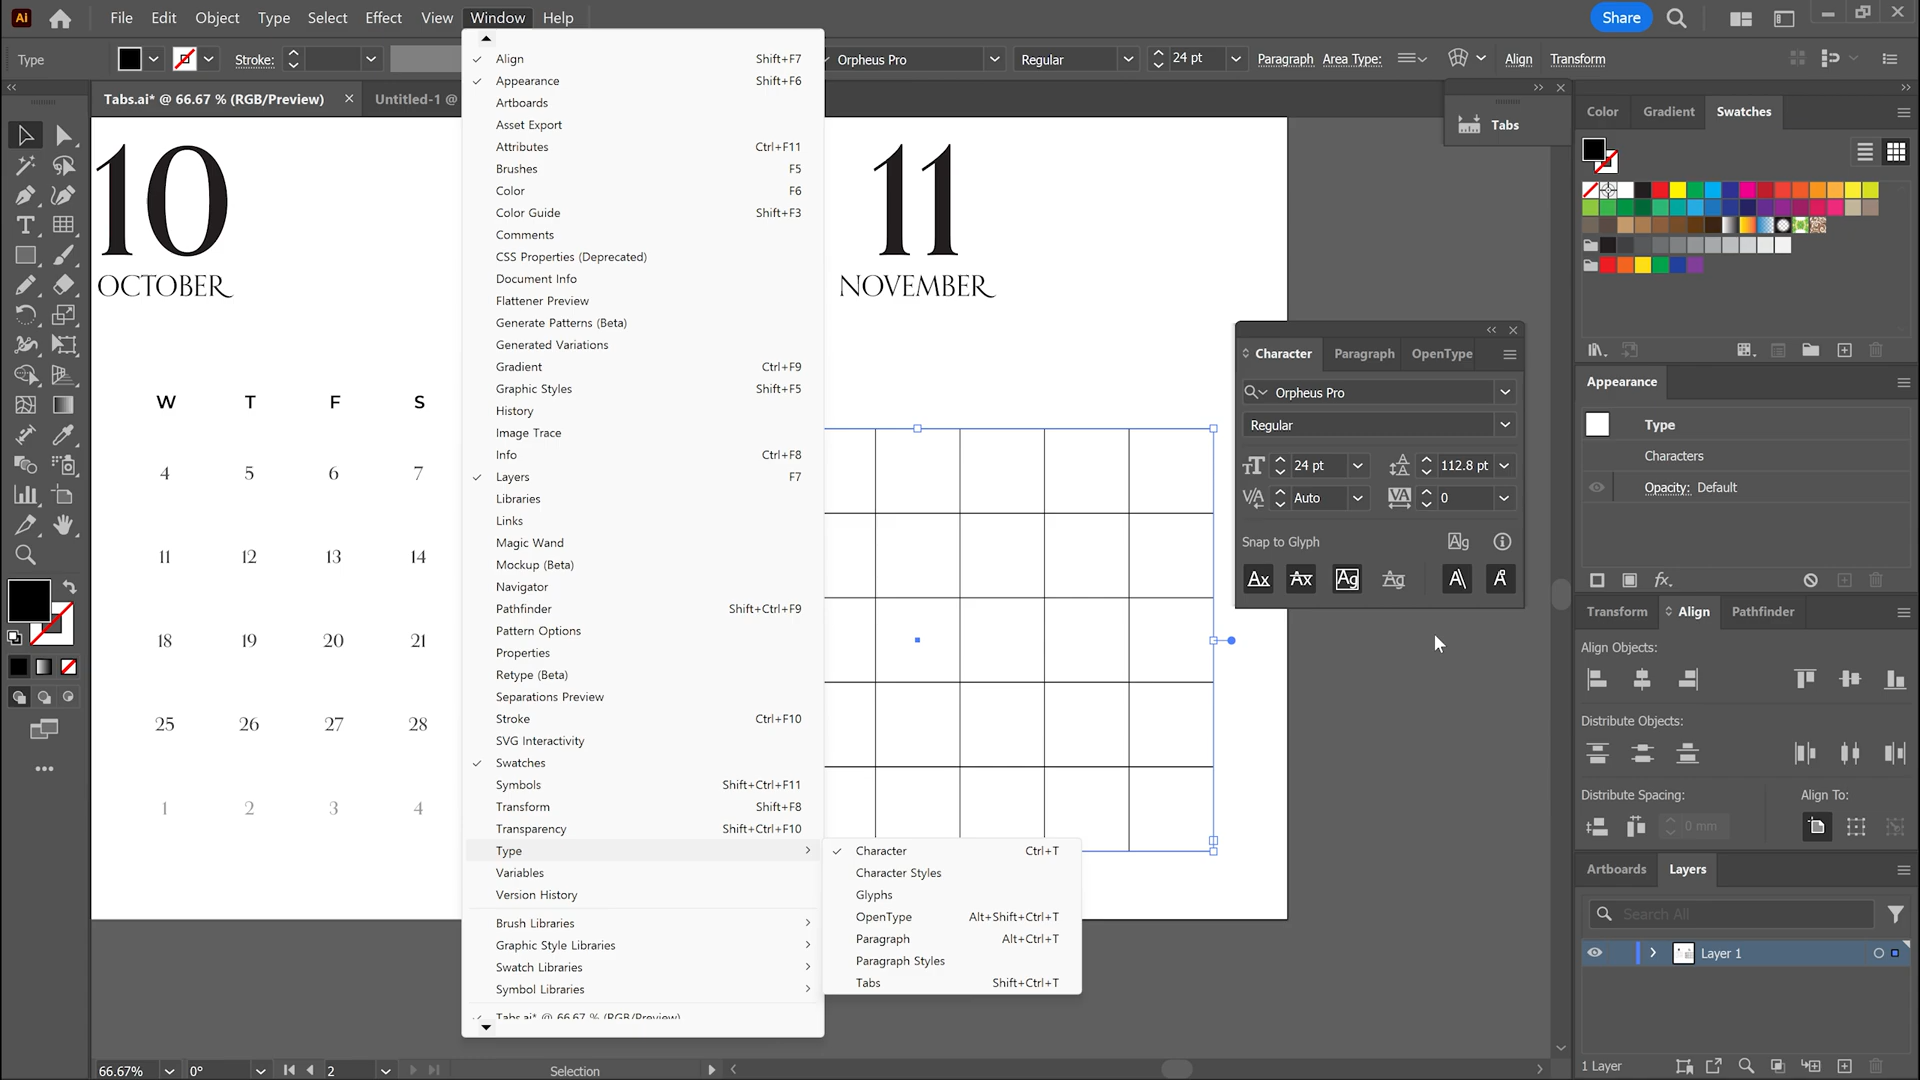 Ai File Edit Object Type Select Effect View Window Help Share
Type Stroke: Orpheus Pro Regular 24 pt Paragraph Area Type: Align Transform
Tabs.ai* @ 66.67 % (RGB/Preview) × Untitled-1 @
Align Shift+F7
Appearance Shift+F6
Artboards
Asset Export
Attributes Ctrl+F11
Brushes F5
Color F6
Color Guide Shift+F3
Comments
CSS Properties (Deprecated)
Document Info
Flattener Preview
Generate Patterns (Beta)
Generated Variations
Gradient Ctrl+F9
Graphic Styles Shift+F5
History
Image Trace
Info Ctrl+F8
Layers F7
Libraries
Links
Magic Wand
Mockup (Beta)
Navigator
Pathfinder Shift+Ctrl+F9
Pattern Options
Properties
Retype (Beta)
Separations Preview
Stroke Ctrl+F10
SVG Interactivity
Swatches
Symbols Shift+Ctrl+F11
Transform Shift+F8
Transparency Shift+Ctrl+F10
Type
Variables
Version History
Brush Libraries
Graphic Style Libraries
Swatch Libraries
Symbol Libraries
Tabs.ai* @ 66.67 % (RGB/Preview)
Character Ctrl+T
Character Styles
Glyphs
OpenType Alt+Shift+Ctrl+T
Paragraph Alt+Ctrl+T
Paragraph Styles
Tabs Shift+Ctrl+T
10
OCTOBER
W T F S
4 5 6 7
11 12 13 14
18 19 20 21
25 26 27 28
1 2 3 4
11
NOVEMBER
Tabs
Character Paragraph OpenType
Orpheus Pro
Regular
24 pt 112.8 pt
Auto 0
Snap to Glyph
Color Gradient Swatches
Appearance
Type
Characters
Opacity: Default
fx
Transform Align Pathfinder
Align Objects:
Distribute Objects:
Distribute Spacing: Align To:
0 mm
Artboards Layers
Search All
Layer 1
1 Layer
66.67% 0° 2 Selection